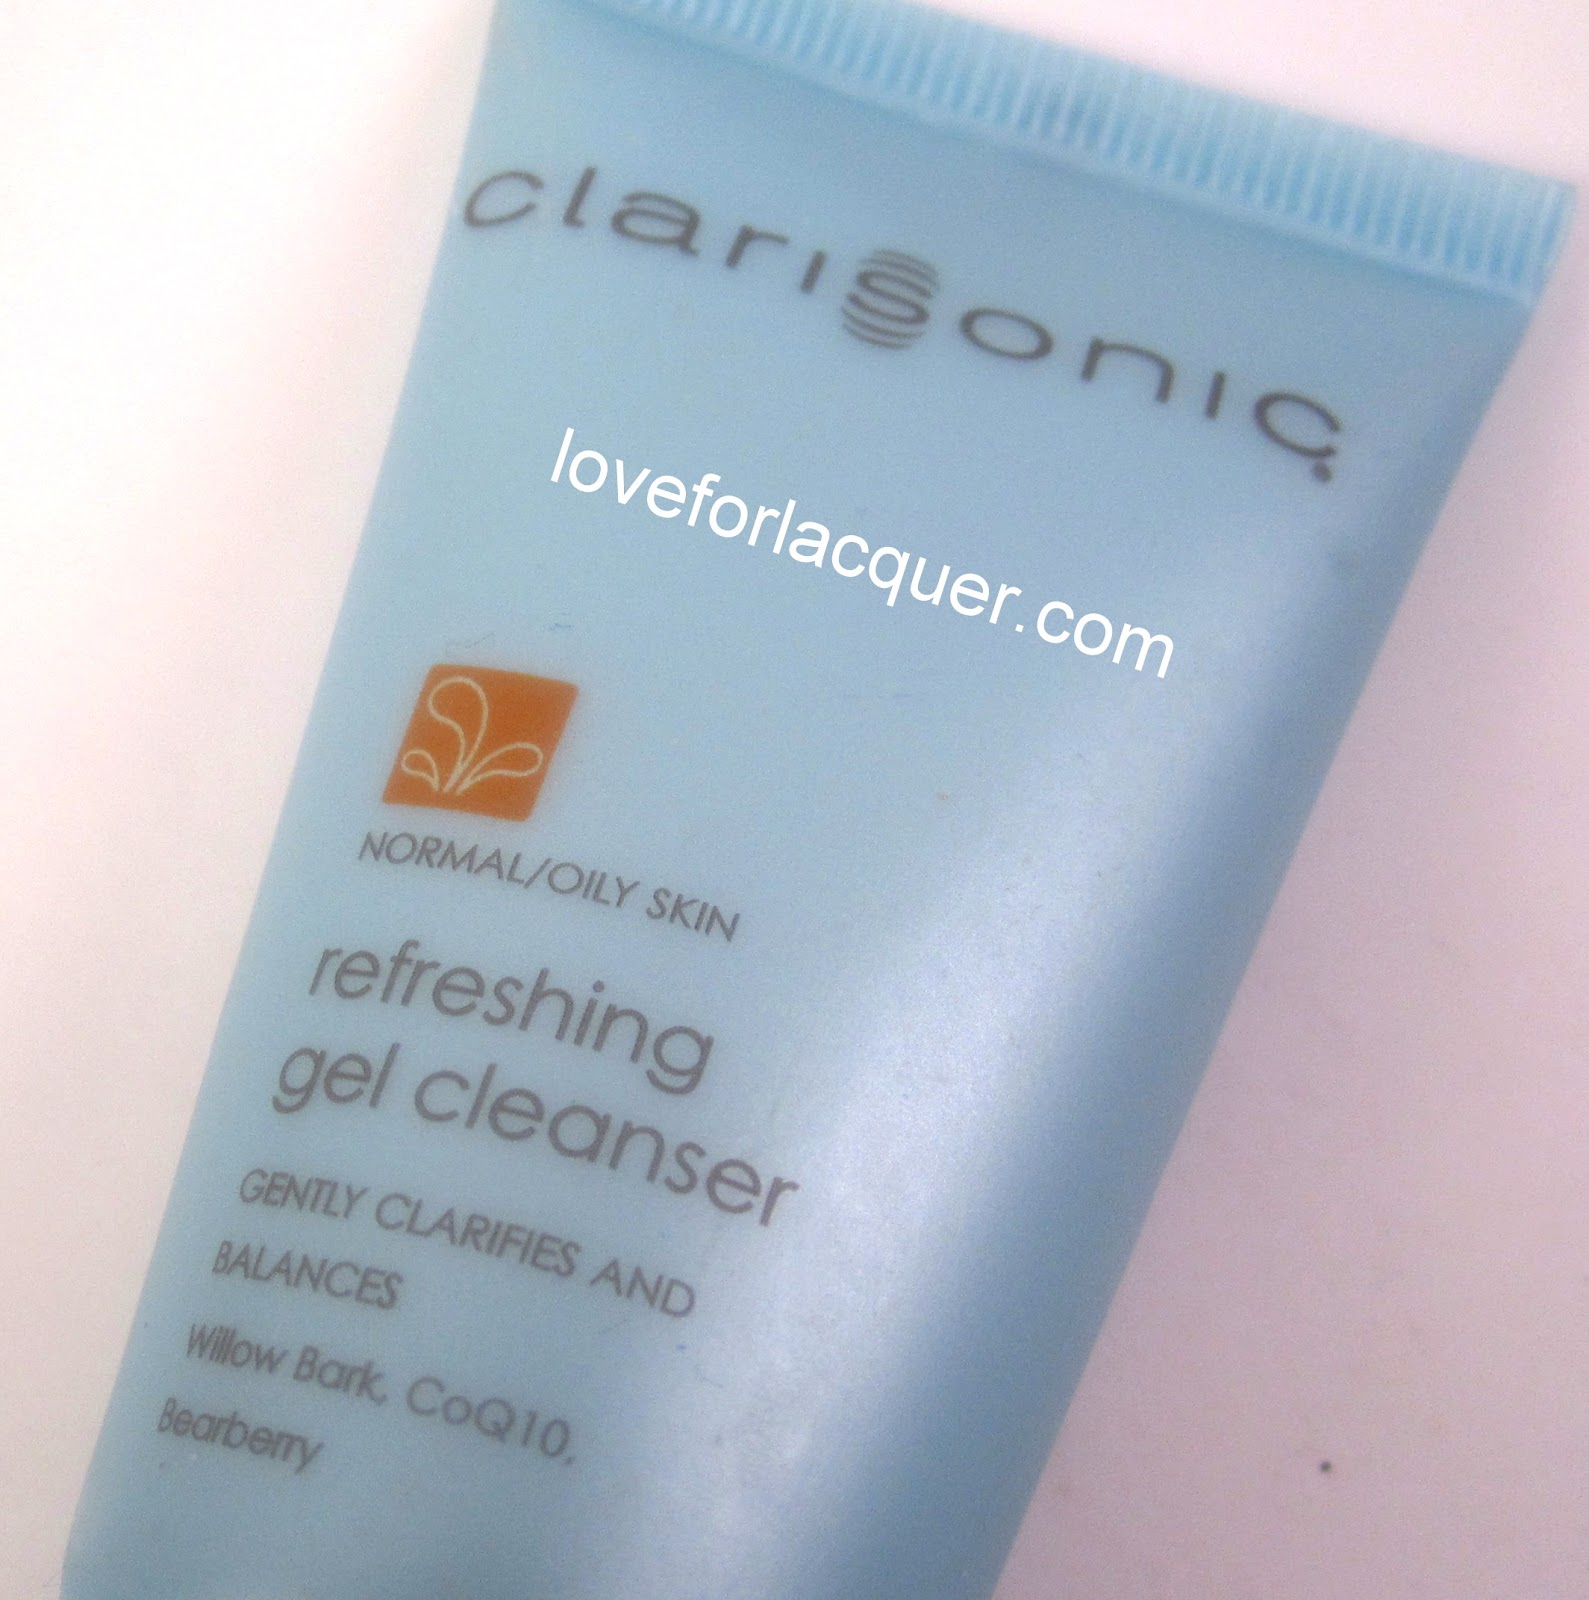 clarisonic
loveforlacquer.com
NORMAL/OILY SKIN
refreshing
gel cleanser
GENTLY CLARIFIES AND
BALANCES
Willow Bark, CoQ10,
Bearberry